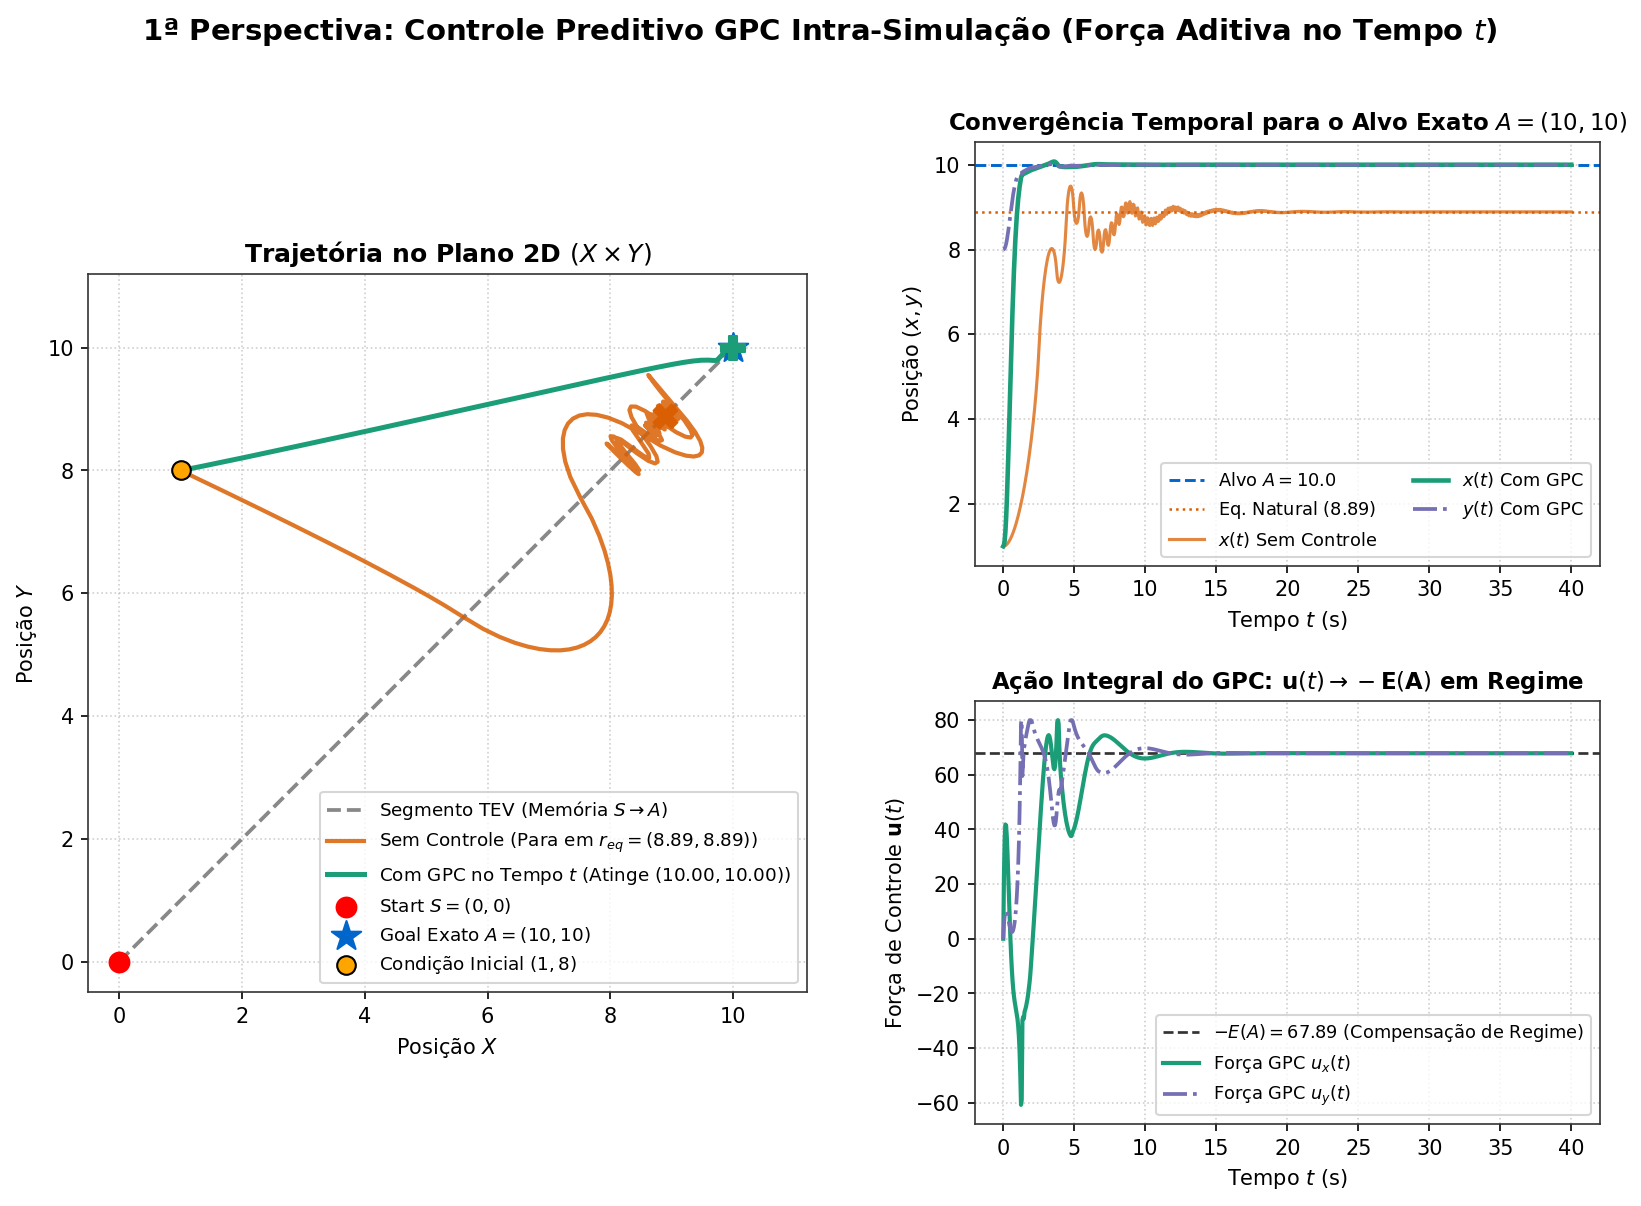 1ª Perspectiva: Controle Preditivo GPC Intra-Simulação (Força Aditiva no Tempo t)
Trajetória no Plano 2D (X × Y)
Posição Y
10
8
6
4
2
0
0 2 4 6 8 10
Posição X
Segmento TEV (Memória S → A)
Sem Controle (Para em r_eq = (8.89, 8.89))
Com GPC no Tempo t (Atinge (10.00, 10.00))
Start S = (0, 0)
Goal Exato A = (10, 10)
Condição Inicial (1, 8)
Convergência Temporal para o Alvo Exato A = (10, 10)
Posição (x, y)
10
8
6
4
2
Alvo A = 10.0
Eq. Natural (8.89)
x(t) Sem Controle
x(t) Com GPC
y(t) Com GPC
0 5 10 15 20 25 30 35 40
Tempo t (s)
Ação Integral do GPC: u(t) → −E(A) em Regime
Força de Controle u(t)
80
60
40
20
0
−20
−40
−60
−E(A) = 67.89 (Compensação de Regime)
Força GPC u_x(t)
Força GPC u_y(t)
0 5 10 15 20 25 30 35 40
Tempo t (s)